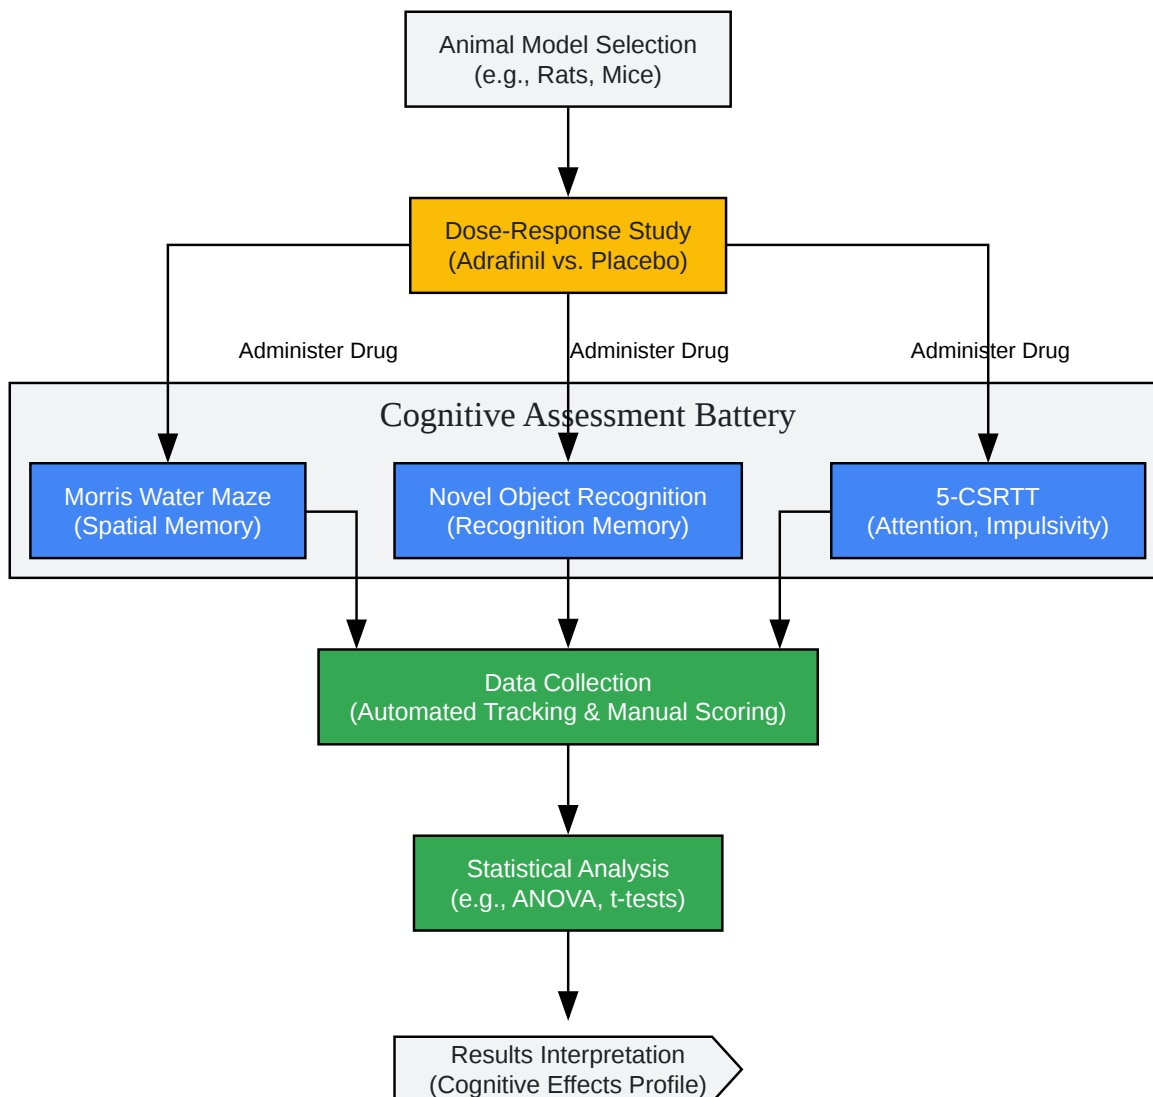 Animal Model Selection
(e.g., Rats, Mice)
Dose-Response Study
(Adrafinil vs. Placebo)
Administer Drug
Administer Drug
Administer Drug
Cognitive Assessment Battery
Morris Water Maze
(Spatial Memory)
Novel Object Recognition
(Recognition Memory)
5-CSRTT
(Attention, Impulsivity)
Data Collection
(Automated Tracking & Manual Scoring)
Statistical Analysis
(e.g., ANOVA, t-tests)
Results Interpretation
(Cognitive Effects Profile)